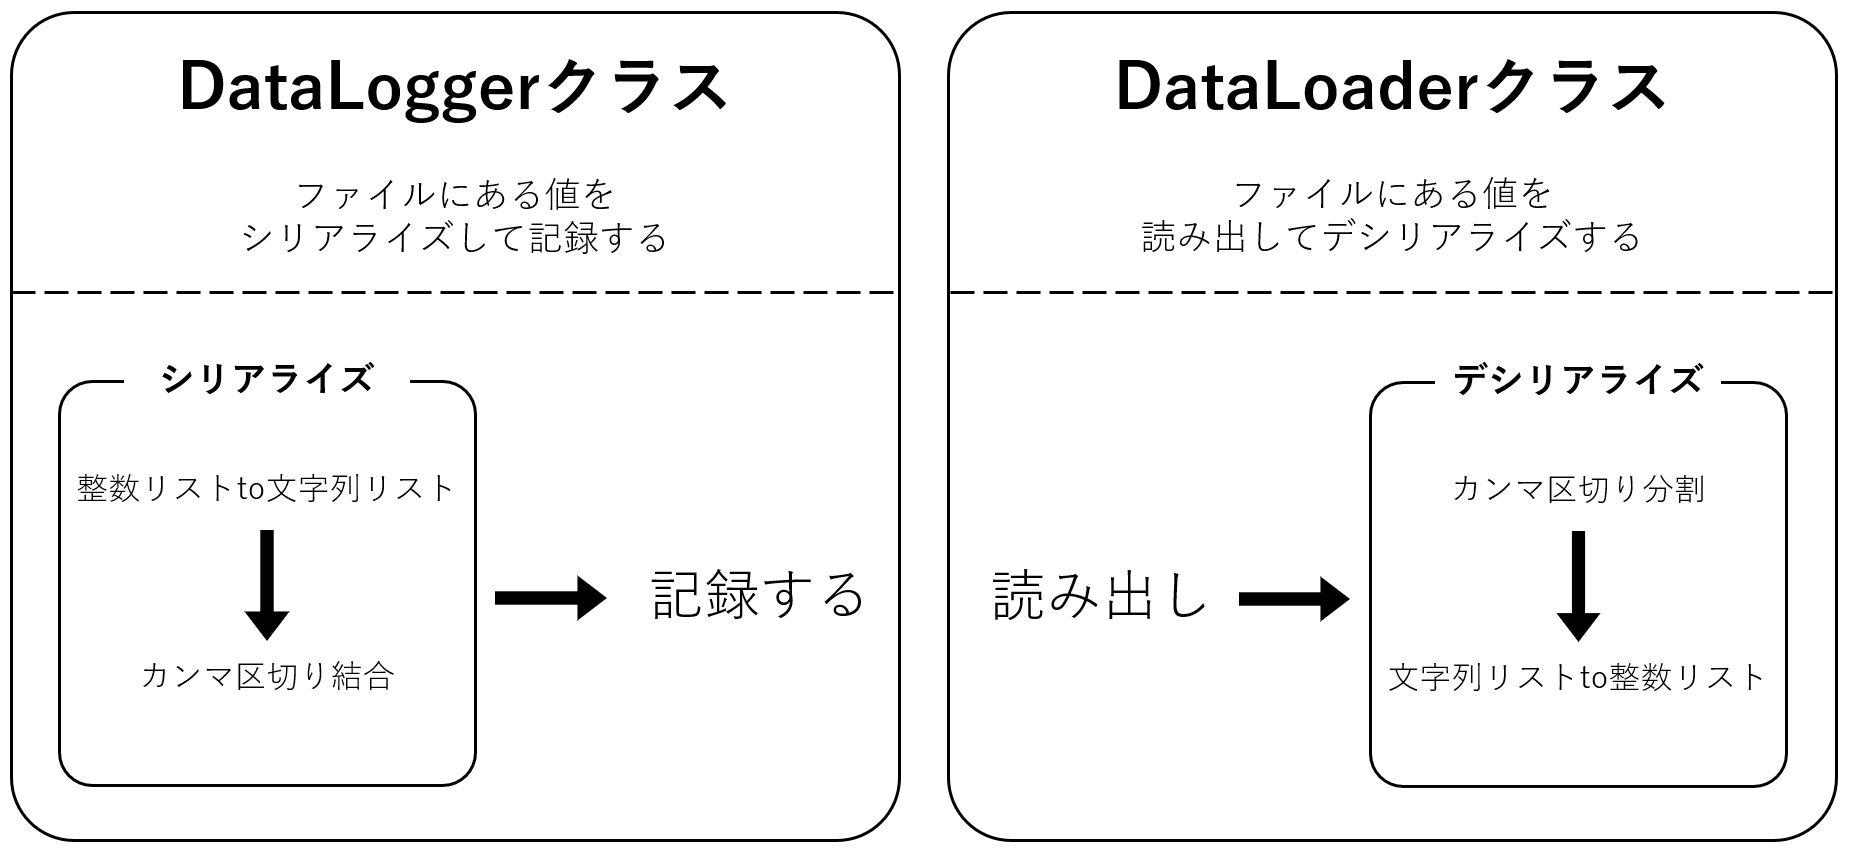 DataLoggerクラス
ファイルにある値を
シリアライズして記録する
シリアライズ
整数リストto文字列リスト
カンマ区切り結合
記録する
DataLoaderクラス
ファイルにある値を
読み出してデシリアライズする
読み出し
デシリアライズ
カンマ区切り分割
文字列リストto整数リスト